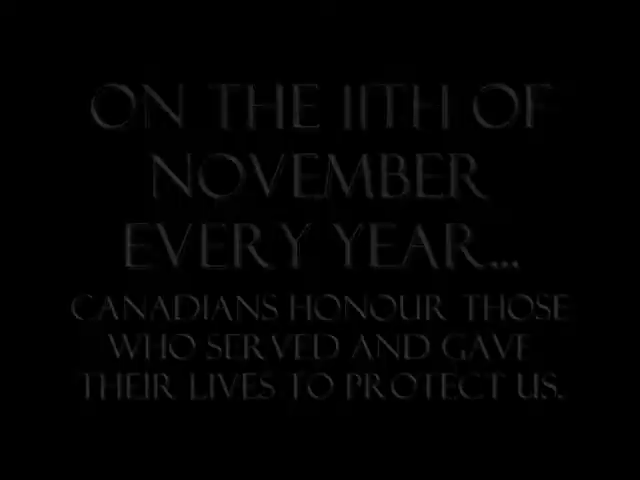 ON THE 11TH OF
NOVEMBER
EVERY YEAR...
CANADIANS HONOUR THOSE
WHO SERVED AND GAVE
THEIR LIVES TO PROTECT US.